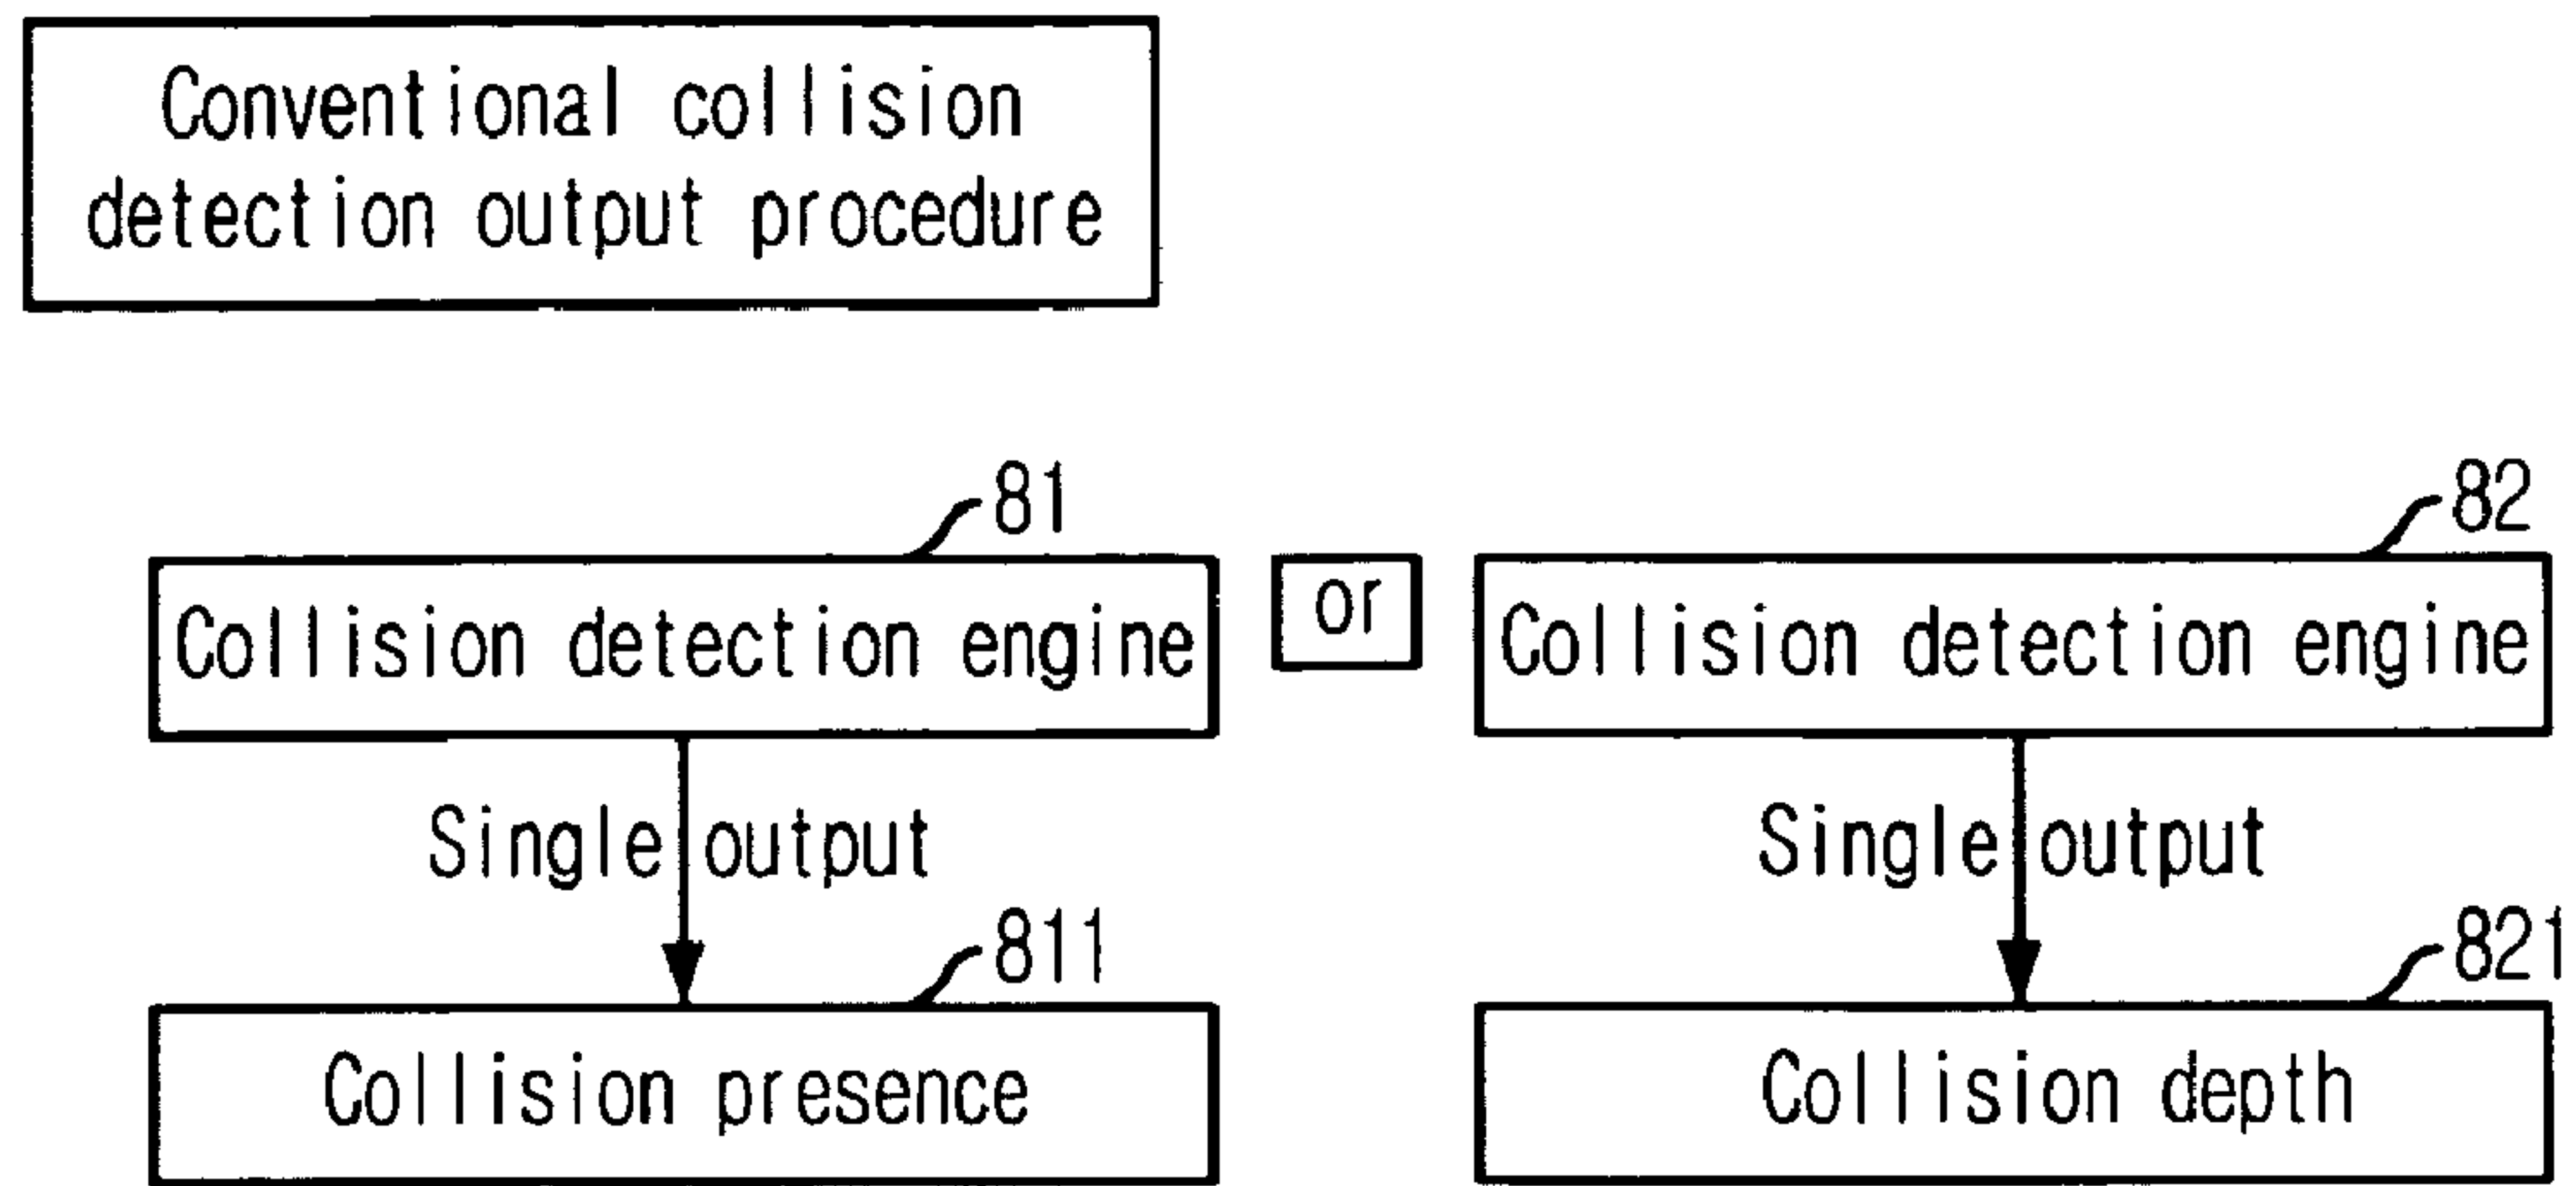 Conventional collision
detection output procedure
81
82
Collision detection engine
or
Collision detection engine
Single output
Single output
811
821
Collision presence
Collision depth